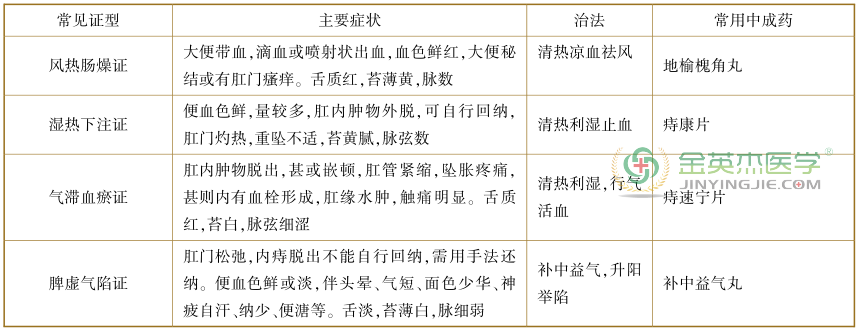 常见证型 主要症状 治法 常用中成药
风热肠燥证 大便带血,滴血或喷射状出血,血色鲜红,大便秘 清热凉血祛风 地榆槐角丸
结或有肛门瘙痒。舌质红,苔薄黄,脉数
湿热下注证 便血色鲜,量较多,肛内肿物外脱,可自行回纳, 清热利湿止血 痔康片
肛门灼热,重坠不适,苔黄腻,脉弦数
气滞血瘀证 肛内肿物脱出,甚或嵌顿,肛管紧缩,坠胀疼痛, 清热利湿,行气 痔速宁片
甚则内有血栓形成,肛缘水肿,触痛明显。舌质 活血
红,苔白,脉弦细涩
脾虚气陷证 肛门松弛,内痔脱出不能自行回纳,需用手法还 补中益气,升阳 补中益气丸
纳。便血色鲜或淡,伴头晕、气短、面色少华、神 举陷
疲自汗、纳少、便溏等。舌淡,苔薄白,脉细弱
金英杰医学®
JINYINGJIE.COM